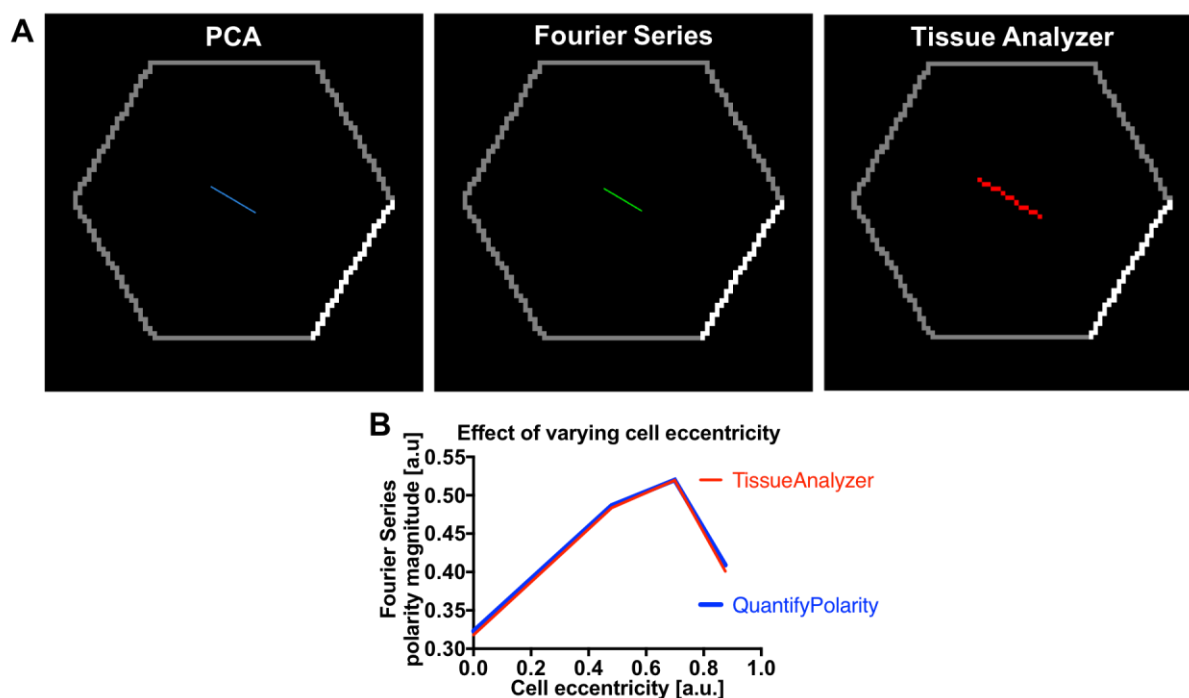 A
PCA
Fourier Series
Tissue Analyzer
B
Effect of varying cell eccentricity
Fourier Series
polarity magnitude [a.u]
0.55
0.50
0.45
0.40
0.35
0.30
0.0 0.2 0.4 0.6 0.8 1.0
Cell eccentricity [a.u.]
TissueAnalyzer
QuantifyPolarity